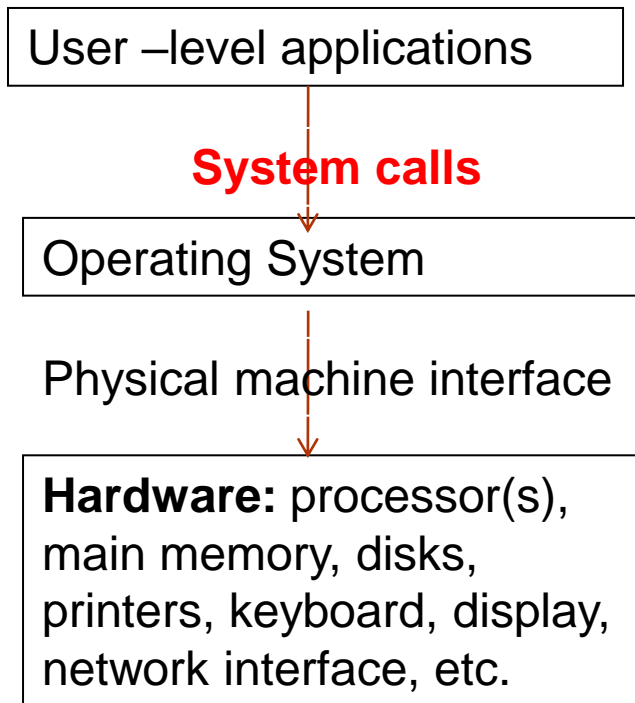 User –level applications
System calls
Operating System
Physical machine interface
Hardware: processor(s),
main memory, disks,
printers, keyboard, display,
network interface, etc.